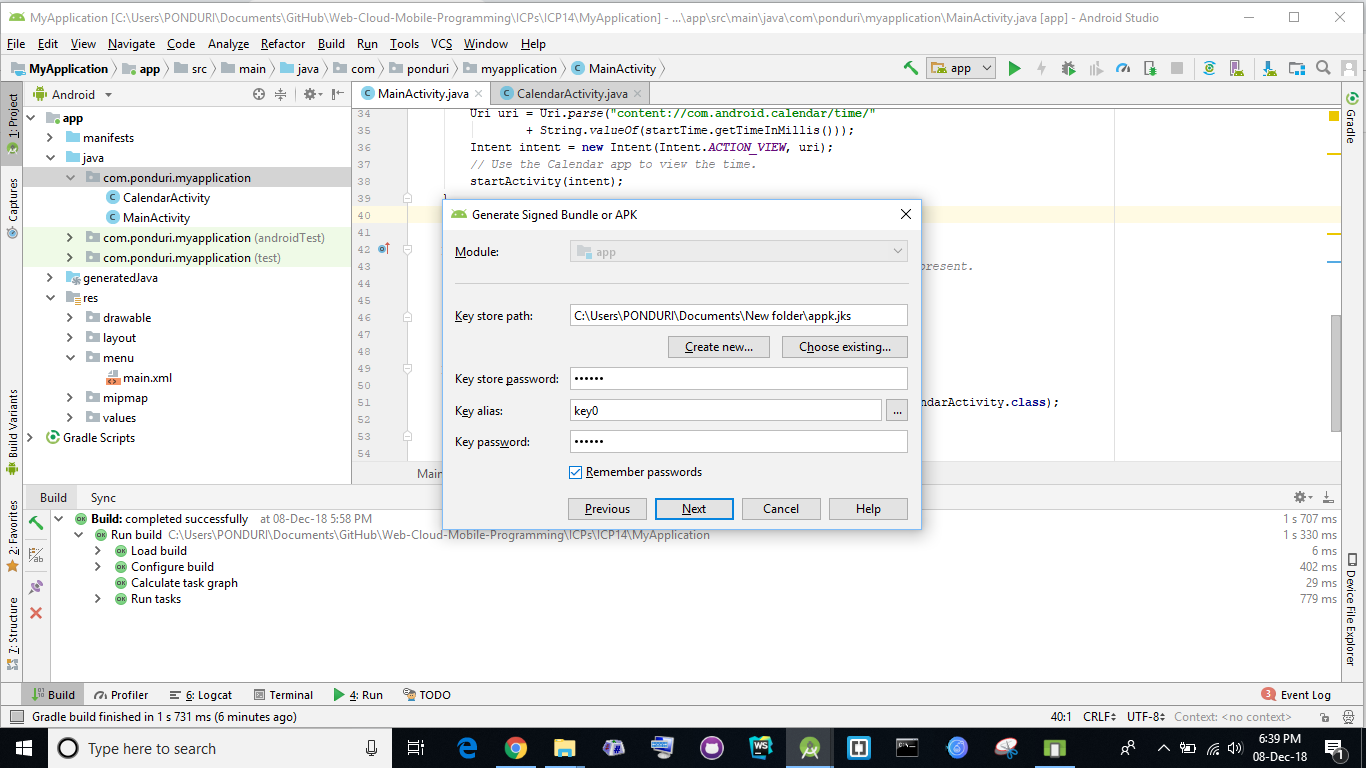 MyApplication [C:\Users\PONDURI\Documents\GitHub\Web-Cloud-Mobile-Programming\ICPs\ICP14\MyApplication] - ...\app\src\main\java\com\ponduri\myapplication\MainActivity.java [app] - Android Studio
File Edit View Navigate Code Analyze Refactor Build Run Tools VCS Window Help
MyApplication app src main java com ponduri myapplication MainActivity app
Android MainActivity.java CalendarActivity.java
1: Project
Captures
Build Variants
2: Favorites
7: Structure
app
manifests
java
com.ponduri.myapplication
CalendarActivity
MainActivity
com.ponduri.myapplication (androidTest)
com.ponduri.myapplication (test)
generatedJava
res
drawable
layout
menu
main.xml
mipmap
values
Gradle Scripts
34 Uri uri = Uri.parse("content://com.android.calendar/time/"
35 + String.valueOf(startTime.getTimeInMillis()));
36 Intent intent = new Intent(Intent.ACTION_VIEW, uri);
37 // Use the Calendar app to view the time.
38 startActivity(intent);
39
40
42
43 present.
44
45
46
47
48
49
50
51 ndarActivity.class);
52
53
54
Main
Gradle
Device File Explorer
Generate Signed Bundle or APK
Module: app
Key store path: C:\Users\PONDURI\Documents\New folder\appk.jks
Create new... Choose existing...
Key store password: ••••••
Key alias: key0 ...
Key password: ••••••
Remember passwords
Previous Next Cancel Help
Build Sync
Build: completed successfully at 08-Dec-18 5:58 PM 1 s 707 ms
Run build C:\Users\PONDURI\Documents\GitHub\Web-Cloud-Mobile-Programming\ICPs\ICP14\MyApplication 1 s 330 ms
Load build 6 ms
Configure build 402 ms
Calculate task graph 29 ms
Run tasks 779 ms
Build Profiler 6: Logcat Terminal 4: Run TODO 3 Event Log
Gradle build finished in 1 s 731 ms (6 minutes ago) 40:1 CRLF UTF-8 Context: <no context>
Type here to search 6:39 PM
08-Dec-18 1